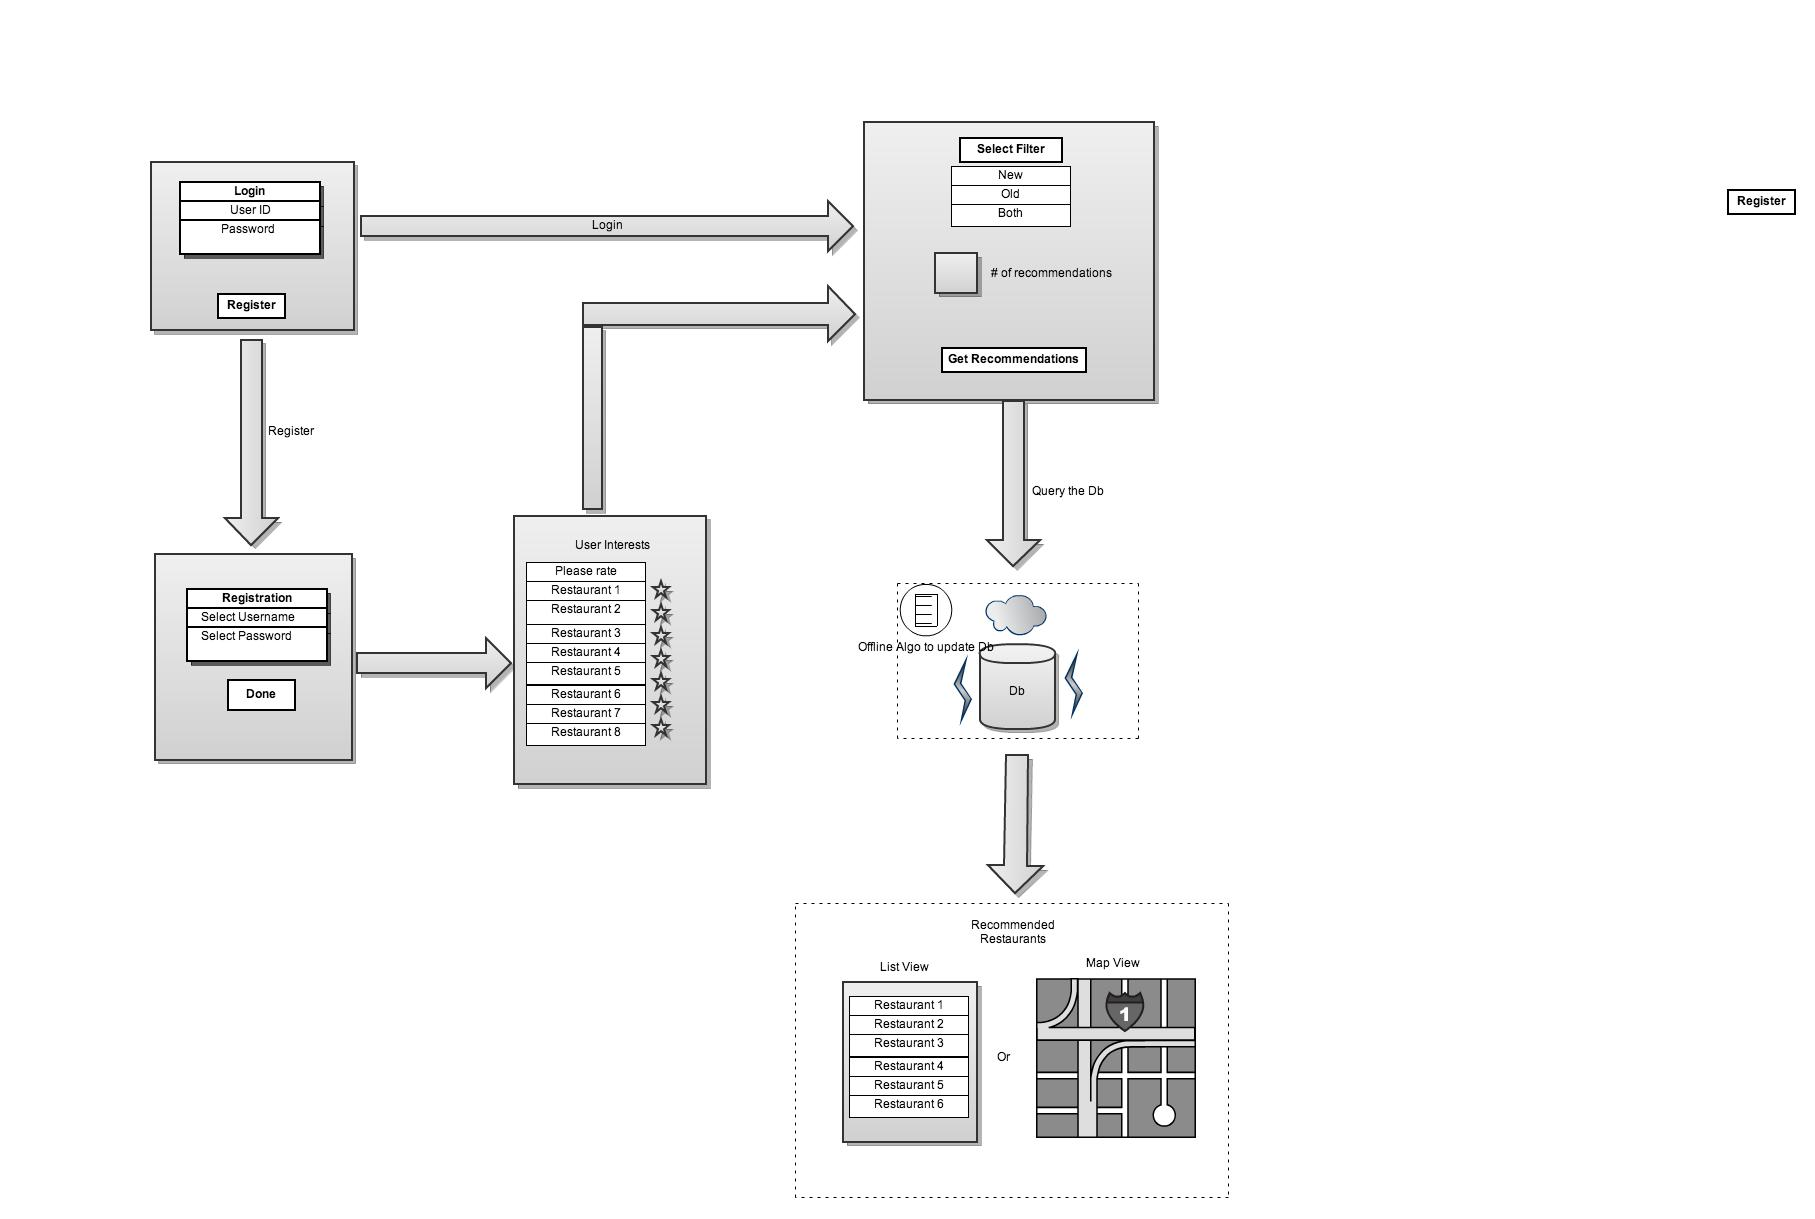 Login
User ID
Password
Register
Login
Select Filter
New
Old
Both
# of recommendations
Get Recommendations
Register
Register
Query the Db
Registration
Select Username
Select Password
Done
User Interests
Please rate
Restaurant 1
Restaurant 2
Restaurant 3
Restaurant 4
Restaurant 5
Restaurant 6
Restaurant 7
Restaurant 8
Offline Algo to update Db
Db
Recommended
Restaurants
List View
Restaurant 1
Restaurant 2
Restaurant 3
Restaurant 4
Restaurant 5
Restaurant 6
Or
Map View
1